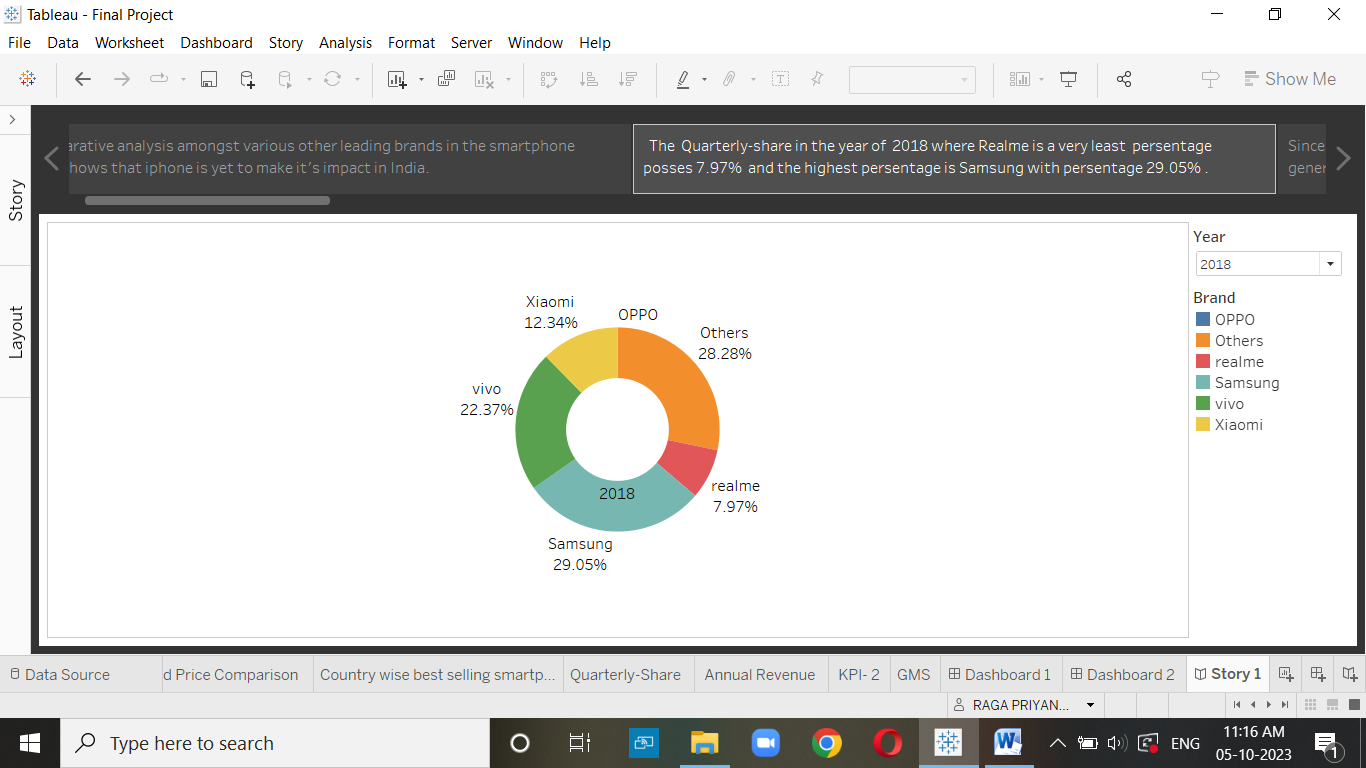 Tableau - Final Project
File Data Worksheet Dashboard Story Analysis Format Server Window Help
Show Me
arative analysis amongst various other leading brands in the smartphone
hows that iphone is yet to make it's impact in India.
The Quarterly-share in the year of 2018 where Realme is a very least persentage
posses 7.97% and the highest persentage is Samsung with persentage 29.05% .
Since
gener
Story
Layout
Xiaomi
12.34%
OPPO
Others
28.28%
vivo
22.37%
realme
7.97%
2018
Samsung
29.05%
Year
2018
Brand
OPPO
Others
realme
Samsung
vivo
Xiaomi
Data Source
d Price Comparison
Country wise best selling smartp...
Quarterly-Share
Annual Revenue
KPI- 2
GMS
Dashboard 1
Dashboard 2
Story 1
RAGA PRIYAN...
Type here to search
ENG
11:16 AM
05-10-2023
1